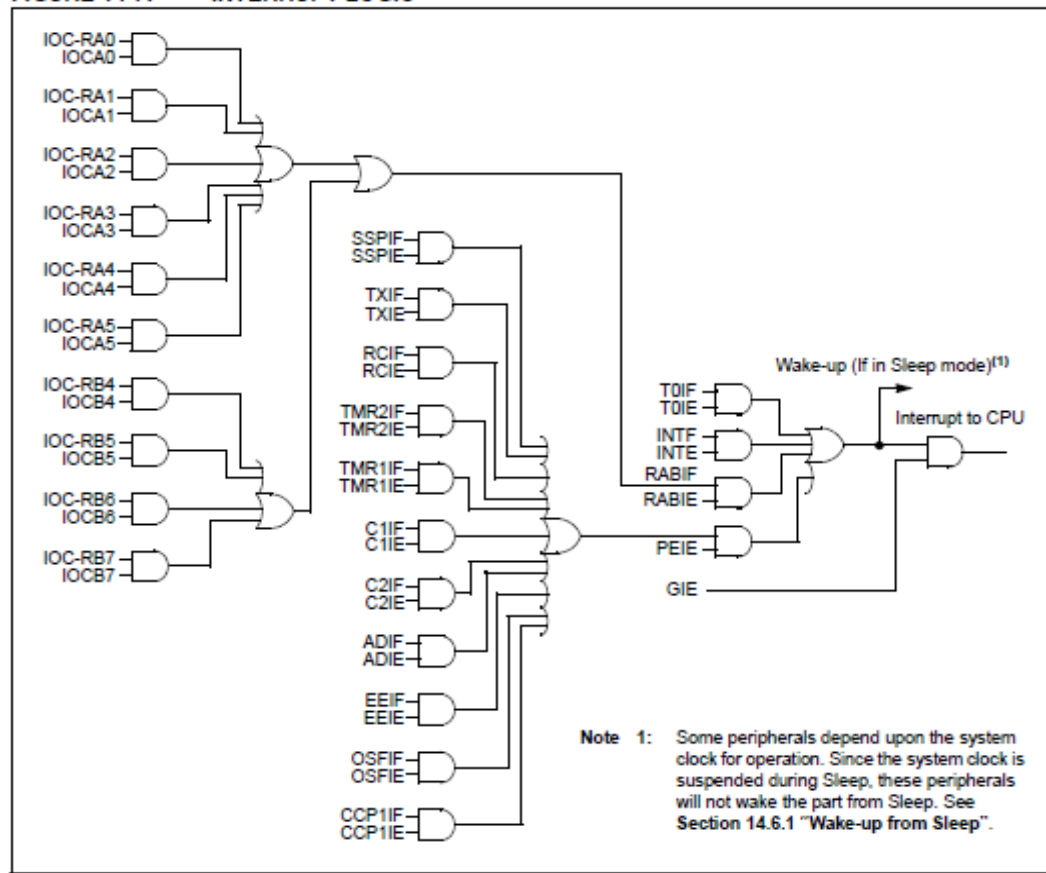 IOC-RA0
IOCA0
IOC-RA1
IOCA1
IOC-RA2
IOCA2
IOC-RA3
IOCA3
IOC-RA4
IOCA4
IOC-RA5
IOCA5
IOC-RB4
IOCB4
IOC-RB5
IOCB5
IOC-RB6
IOCB6
IOC-RB7
IOCB7
SSPIF
SSPIE
TXIF
TXIE
RCIF
RCIE
TMR2IF
TMR2IE
TMR1IF
TMR1IE
C1IF
C1IE
C2IF
C2IE
ADIF
ADIE
EEIF
EEIE
OSFIF
OSFIE
CCP1IF
CCP1IE
Wake-up (If in Sleep mode)(1)
T0IF
T0IE
Interrupt to CPU
INTF
INTE
RABIF
RABIE
PEIE
GIE
Note 1: Some peripherals depend upon the system
clock for operation. Since the system clock is
suspended during Sleep, these peripherals
will not wake the part from Sleep. See
Section 14.6.1 "Wake-up from Sleep".